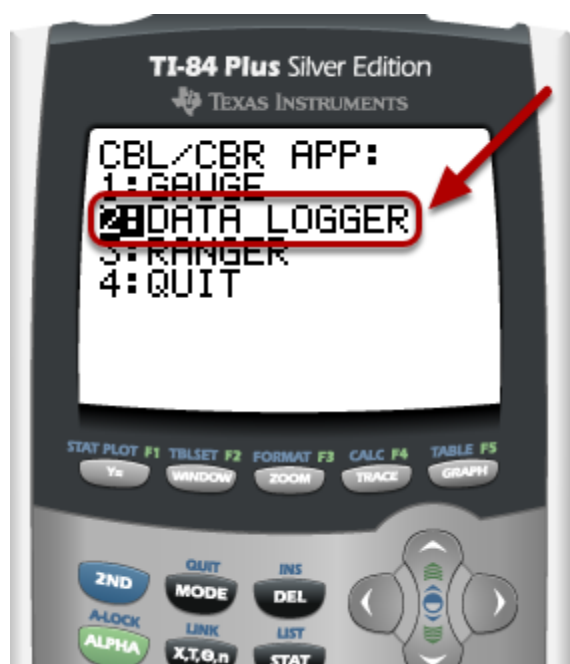 TI-84 Plus Silver Edition
TEXAS INSTRUMENTS
CBL/CBR APP:
1:GAUGE
2:DATA LOGGER
3:RANGER
4:QUIT
STAT PLOT F1 TBLSET F2 FORMAT F3 CALC F4 TABLE F5
Y= WINDOW ZOOM TRACE GRAPH
QUIT INS
2ND MODE DEL
A-LOCK LINK LIST
ALPHA X,T,Θ,n STAT